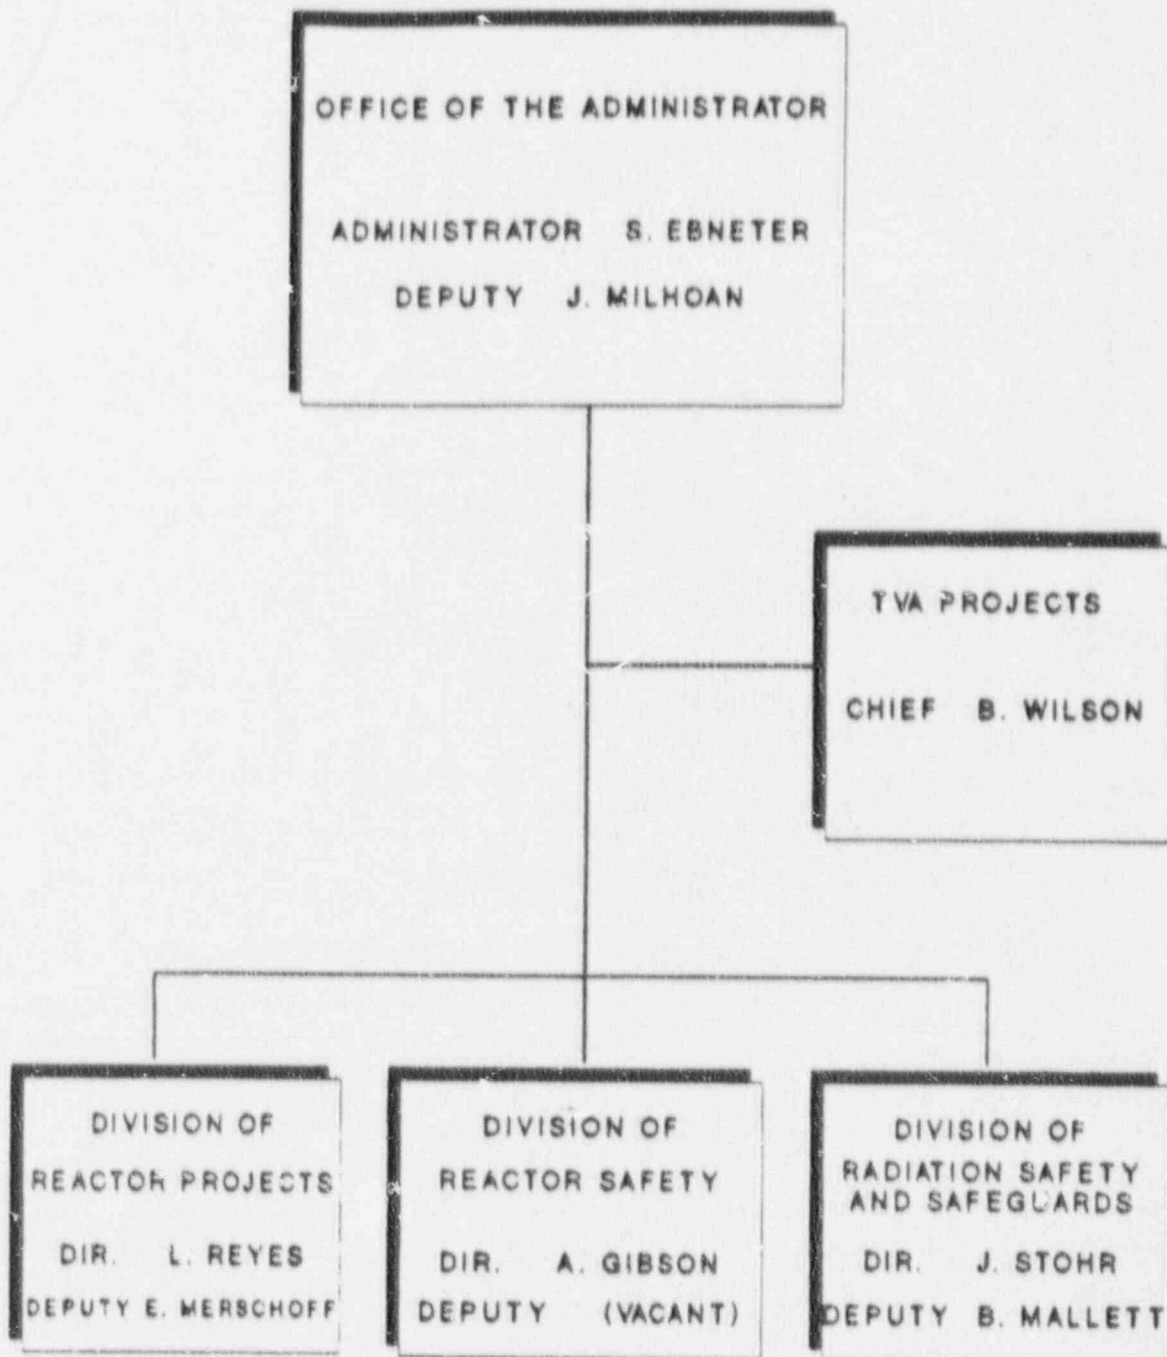 OFFICE OF THE ADMINISTRATOR
ADMINISTRATOR S. EBNETER
DEPUTY J. MILHOAN
TVA PROJECTS
CHIEF B. WILSON
DIVISION OF
REACTOR PROJECTS
DIR. L. REYES
DEPUTY E. MERSCHOFF
DIVISION OF
REACTOR SAFETY
DIR. A. GIBSON
DEPUTY (VACANT)
DIVISION OF
RADIATION SAFETY
AND SAFEGUARDS
DIR. J. STOHR
DEPUTY B. MALLETT